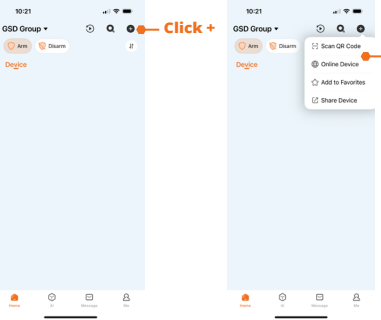 10:21
GSD Group
Arm
Disarm
Device
Home
AI
Message
Me
Click +
10:21
GSD Group
Arm
Disarm
Device
Scan QR Code
Online Device
Add to Favorites
Share Device
Home
AI
Message
Me